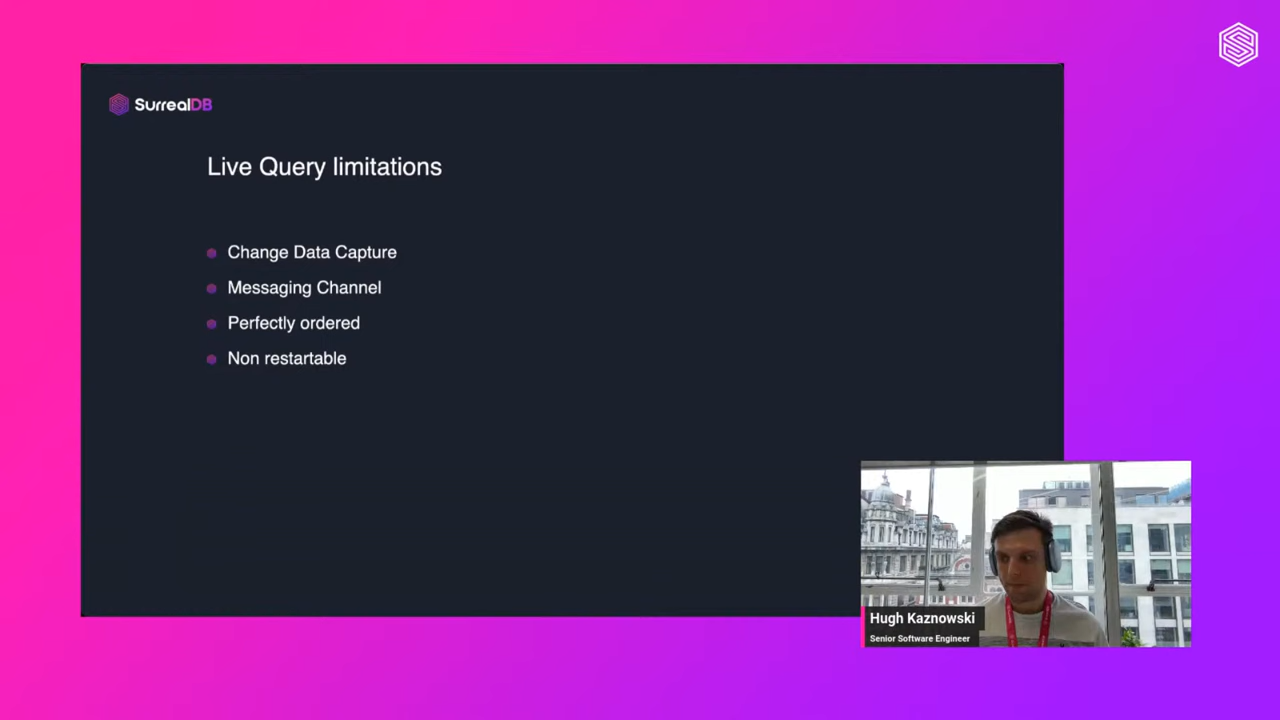 SurrealDB
Live Query limitations
Change Data Capture
Messaging Channel
Perfectly ordered
Non restartable
Hugh Kaznowski
Senior Software Engineer